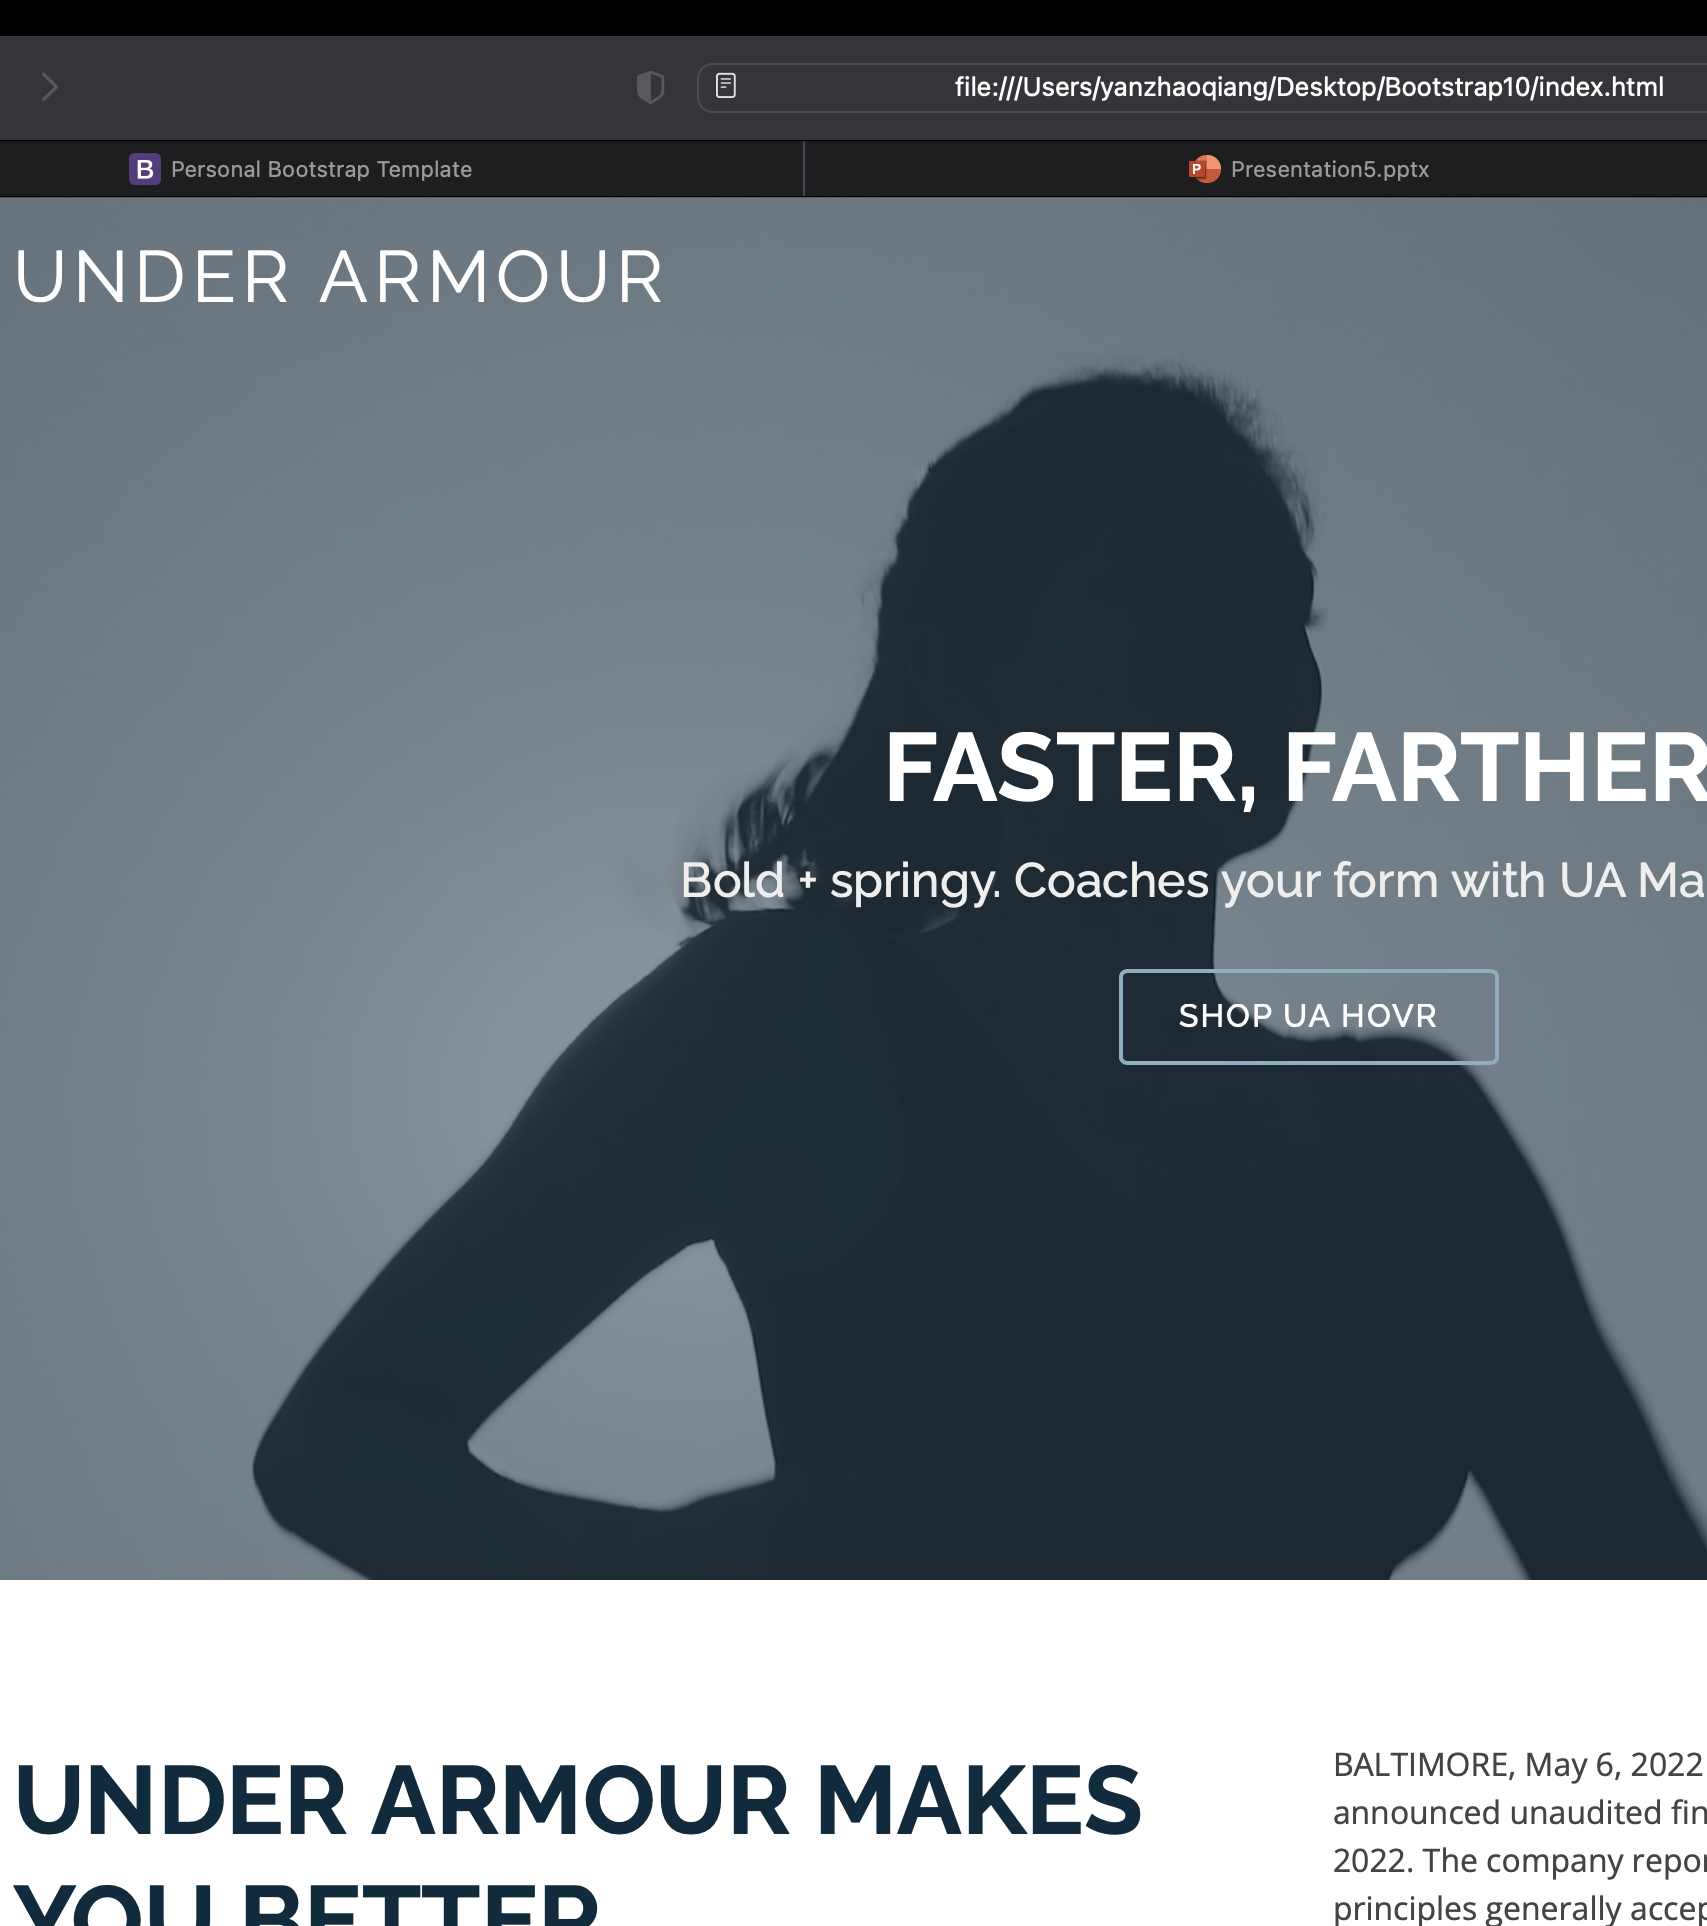 file:///Users/yanzhaoqiang/Desktop/Bootstrap10/index.html
Personal Bootstrap Template
Presentation5.pptx
UNDER ARMOUR
FASTER, FARTHER
Bold + springy. Coaches your form with UA Ma
SHOP UA HOVR
UNDER ARMOUR MAKES
YOU BETTER
BALTIMORE, May 6, 2022
announced unaudited fin
2022. The company repor
principles generally accep